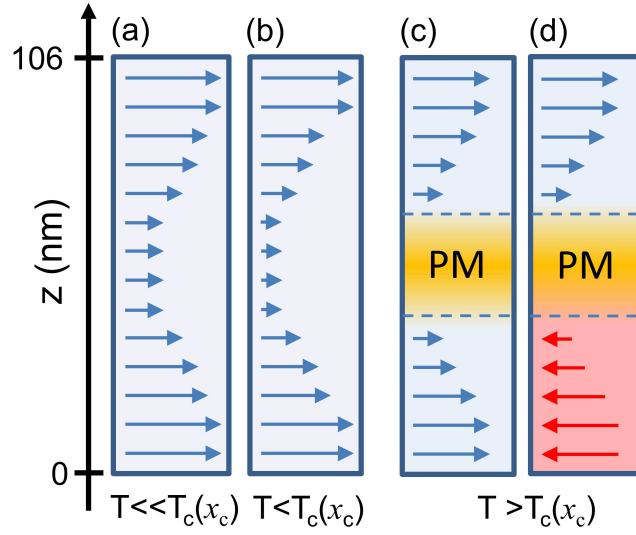 (a) (b) (c) (d)
106
z (nm)
PM PM
0
T<<Tc(xc) T<Tc(xc) T >Tc(xc)